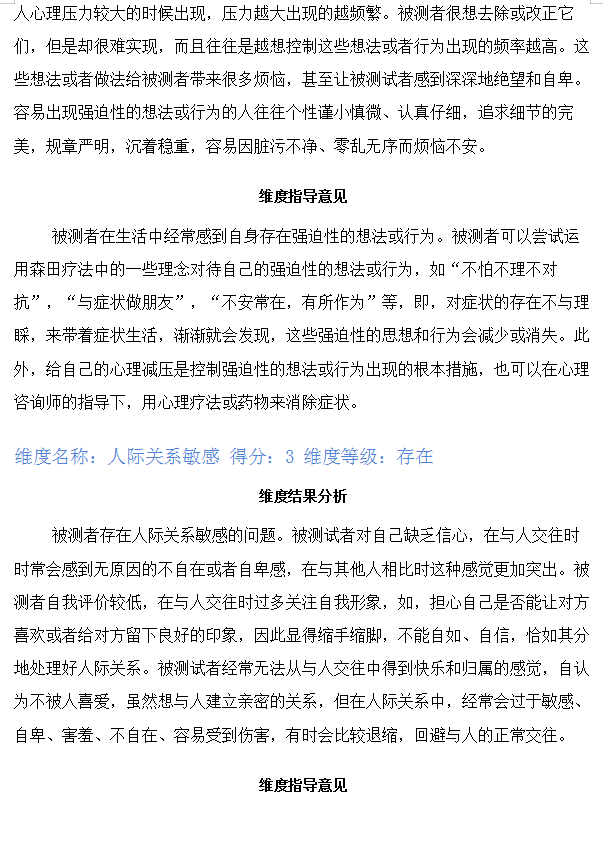 人心理压力较大的时候出现，压力越大出现的越频繁。被测者很想去除或改正它
们，但是却很难实现，而且往往是越想控制这些想法或者行为出现的频率越高。这
些想法或者做法给被测者带来很多烦恼，甚至让被测试者感到深深地绝望和自卑。
容易出现强迫性的想法或行为的人往往个性谨小慎微、认真仔细，追求细节的完
美，规章严明，沉着稳重，容易因脏污不净、零乱无序而烦恼不安。
维度指导意见
被测者在生活中经常感到自身存在强迫性的想法或行为。被测者可以尝试运
用森田疗法中的一些理念对待自己的强迫性的想法或行为，如“不怕不理不对
抗”，“与症状做朋友”，“不安常在，有所作为”等，即，对症状的存在不与理
睬，来带着症状生活，渐渐就会发现，这些强迫性的思想和行为会减少或消失。此
外，给自己的心理减压是控制强迫性的想法或行为出现的根本措施，也可以在心理
咨询师的指导下，用心理疗法或药物来消除症状。
维度名称：人际关系敏感 得分：3 维度等级：存在
维度结果分析
被测者存在人际关系敏感的问题。被测试者对自己缺乏信心，在与人交往时
时常会感到无原因的不自在或者自卑感，在与其他人相比时这种感觉更加突出。被
测者自我评价较低，在与人交往时过多关注自我形象，如，担心自己是否能让对方
喜欢或者给对方留下良好的印象，因此显得缩手缩脚，不能自如、自信，恰如其分
地处理好人际关系。被测试者经常无法从与人交往中得到快乐和归属的感觉，自认
为不被人喜爱，虽然想与人建立亲密的关系，但在人际关系中，经常会过于敏感、
自卑、害羞、不自在、容易受到伤害，有时会比较退缩，回避与人的正常交往。
维度指导意见